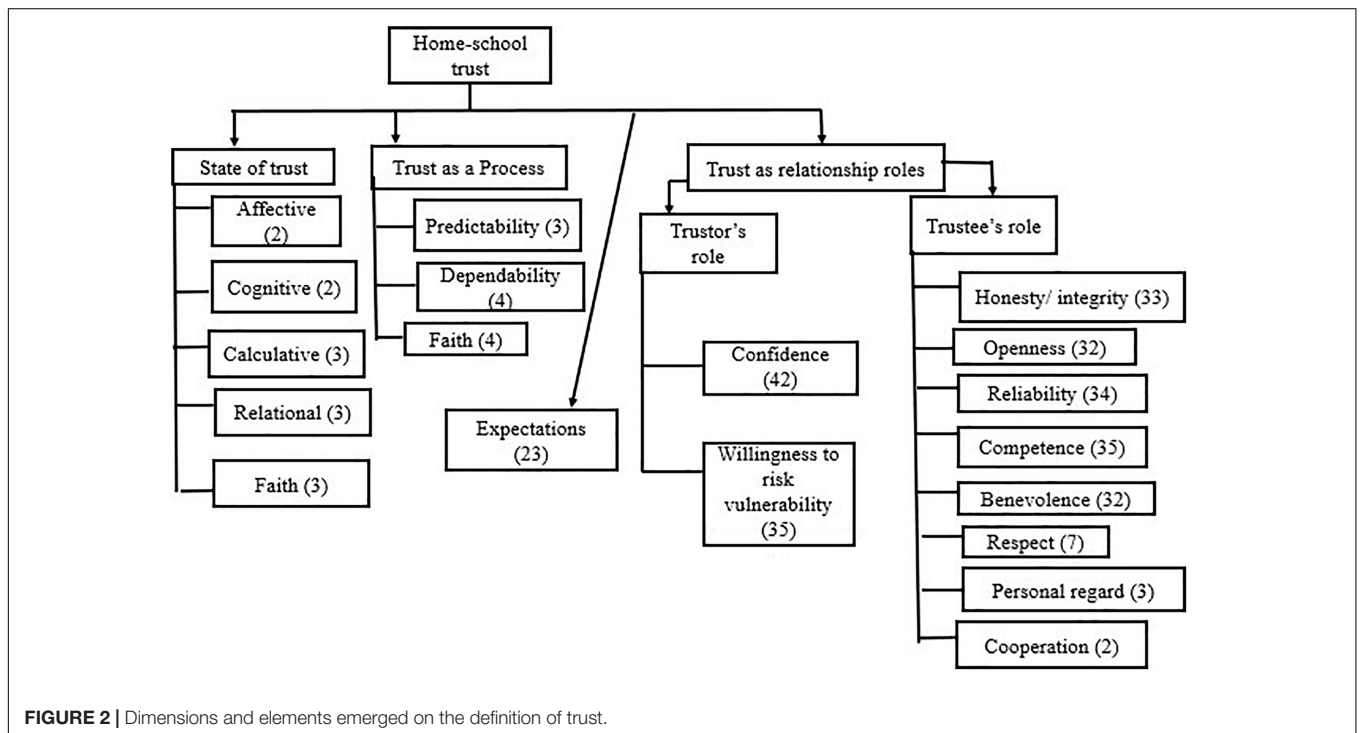 Home-school
trust
State of trust
Affective
(2)
Cognitive (2)
Calculative (3)
Relational (3)
Faith (3)
Trust as a Process
Predictability (3)
Dependability
(4)
Faith (4)
Expectations
(23)
Trust as relationship roles
Trustor's
role
Confidence
(42)
Willingness to
risk
vulnerability
(35)
Trustee's role
Honesty/ integrity (33)
Openness (32)
Reliability (34)
Competence (35)
Benevolence (32)
Respect (7)
Personal regard (3)
Cooperation (2)
FIGURE 2 | Dimensions and elements emerged on the definition of trust.